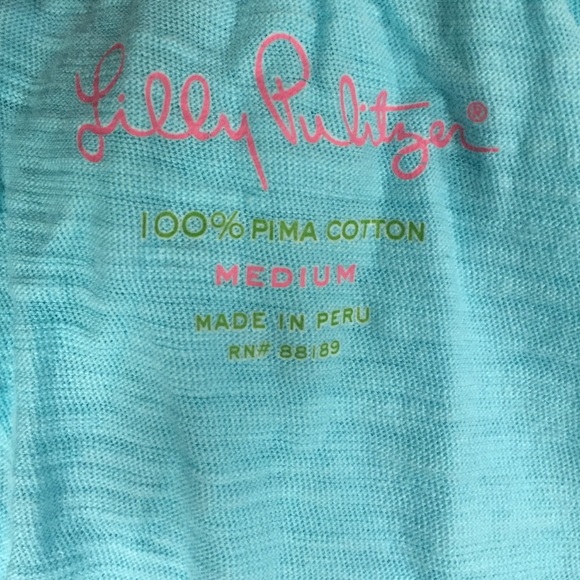 Lilly Pulitzer®
100% PIMA COTTON
MEDIUM
MADE IN PERU
RN# 88189